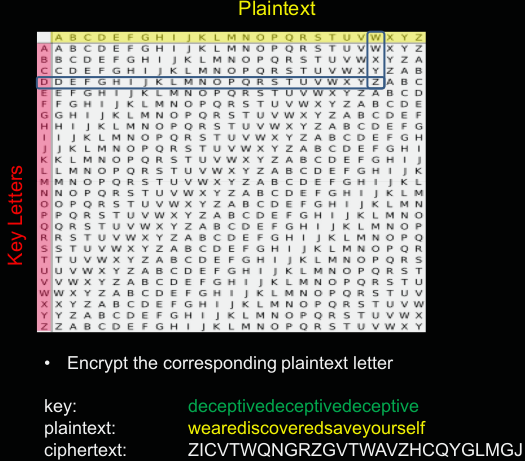 Plaintext
A B C D E F G H I J K L M N O P Q R S T U V W X Y Z
A A B C D E F G H I J K L M N O P Q R S T U V W X Y Z
B B C D E F G H I J K L M N O P Q R S T U V W X Y Z A
C C D E F G H I J K L M N O P Q R S T U V W X Y Z A B
D D E F G H I J K L M N O P Q R S T U V W X Y Z A B C
E E F G H I J K L M N O P Q R S T U V W X Y Z A B C D
F F G H I J K L M N O P Q R S T U V W X Y Z A B C D E
G G H I J K L M N O P Q R S T U V W X Y Z A B C D E F
H H I J K L M N O P Q R S T U V W X Y Z A B C D E F G
I I J K L M N O P Q R S T U V W X Y Z A B C D E F G H
J J K L M N O P Q R S T U V W X Y Z A B C D E F G H I
K K L M N O P Q R S T U V W X Y Z A B C D E F G H I J
L L M N O P Q R S T U V W X Y Z A B C D E F G H I J K
M M N O P Q R S T U V W X Y Z A B C D E F G H I J K L
N N O P Q R S T U V W X Y Z A B C D E F G H I J K L M
O O P Q R S T U V W X Y Z A B C D E F G H I J K L M N
P P Q R S T U V W X Y Z A B C D E F G H I J K L M N O
Q Q R S T U V W X Y Z A B C D E F G H I J K L M N O P
R R S T U V W X Y Z A B C D E F G H I J K L M N O P Q
S S T U V W X Y Z A B C D E F G H I J K L M N O P Q R
T T U V W X Y Z A B C D E F G H I J K L M N O P Q R S
U U V W X Y Z A B C D E F G H I J K L M N O P Q R S T
V V W X Y Z A B C D E F G H I J K L M N O P Q R S T U
W W X Y Z A B C D E F G H I J K L M N O P Q R S T U V
X X Y Z A B C D E F G H I J K L M N O P Q R S T U V W
Y Y Z A B C D E F G H I J K L M N O P Q R S T U V W X
Z Z A B C D E F G H I J K L M N O P Q R S T U V W X Y
Key Letters
• Encrypt the corresponding plaintext letter
key: deceptivedeceptivedeceptive
plaintext: wearediscoveredsaveyourself
ciphertext: ZICVTWQNGRZGVTWAVZHCQYGLMGJ